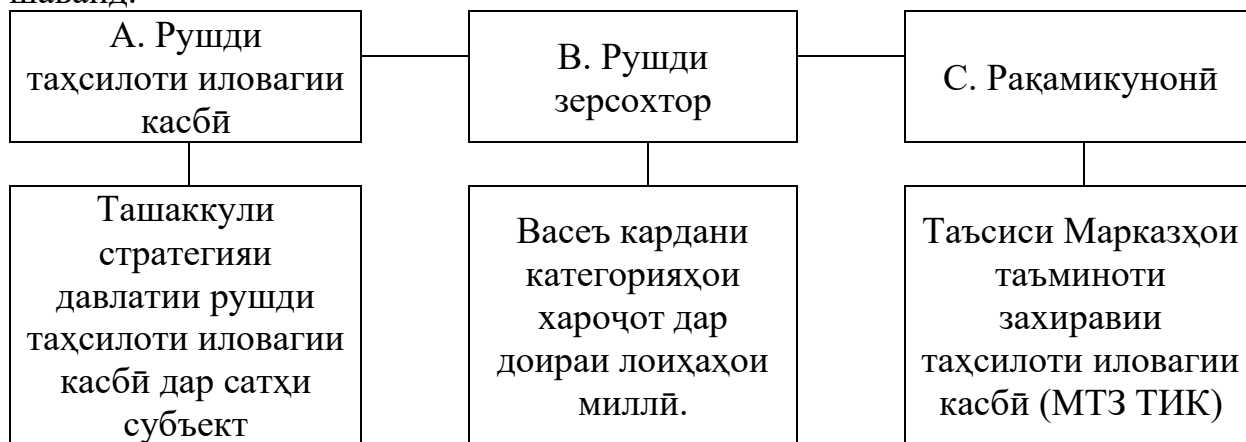 шаванд.
А. Рушди
таҳсилоти иловагии
касбӣ
В. Рушди
зерсохтор
С. Рақамикунонӣ
Ташаккули
стратегияи
давлатии рушди
таҳсилоти иловагии
касбӣ дар сатҳи
субъект
Васеъ кардани
категорияҳои
хароҷот дар
доираи лоиҳаҳои
миллӣ.
Таъсиси Марказҳои
таъминоти
захиравии
таҳсилоти иловагии
касбӣ (МТЗ ТИК)